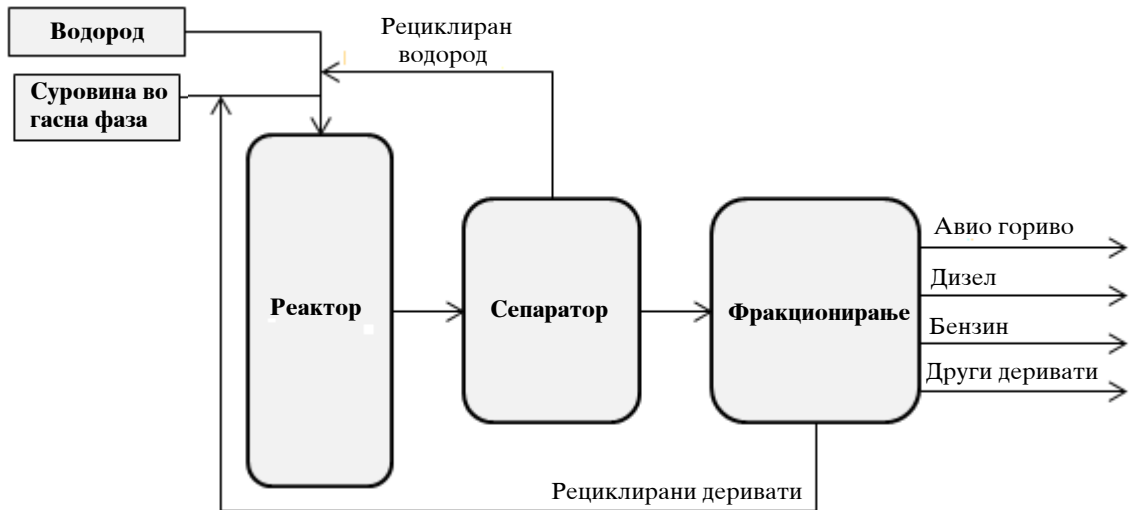 Водород
Рециклиран
водород
Суровина во
гасна фаза
Реактор
Сепаратор
Фракционирање
Авио гориво
Дизел
Бензин
Други деривати
Рециклирани деривати